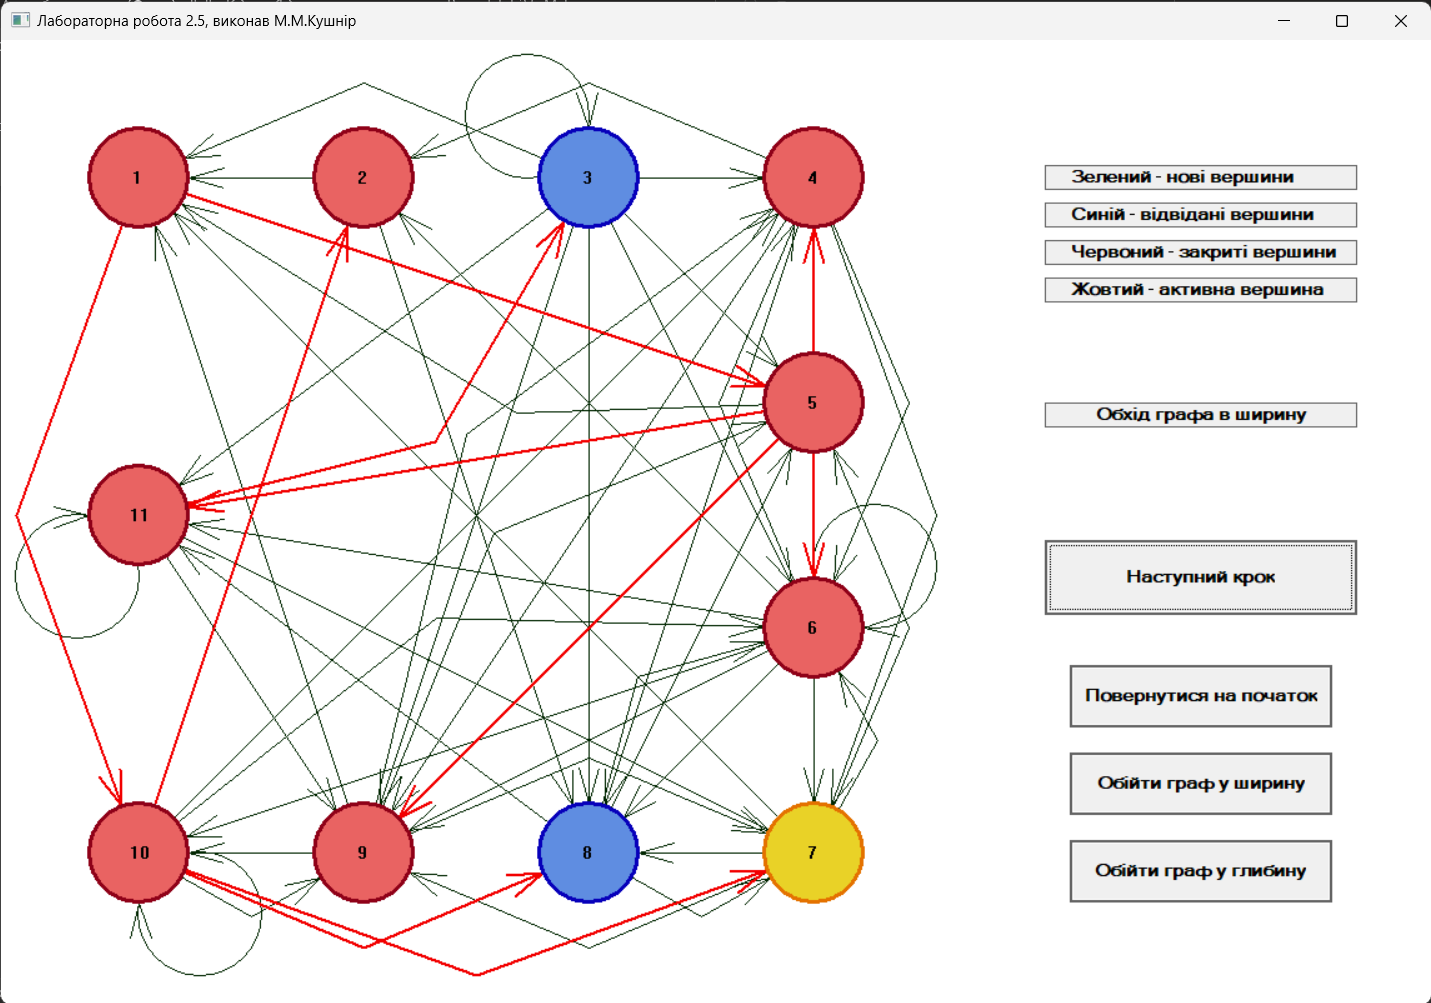 Лабораторна робота 2.5, виконав М.М.Кушнір
1
2
3
4
Зелений - нові вершини
Синій - відвідані вершини
Червоний - закриті вершини
Жовтий - активна вершина
5
Обхід графа в ширину
11
Наступний крок
6
Повернутися на початок
Обійти граф у ширину
10
9
8
7
Обійти граф у глибину